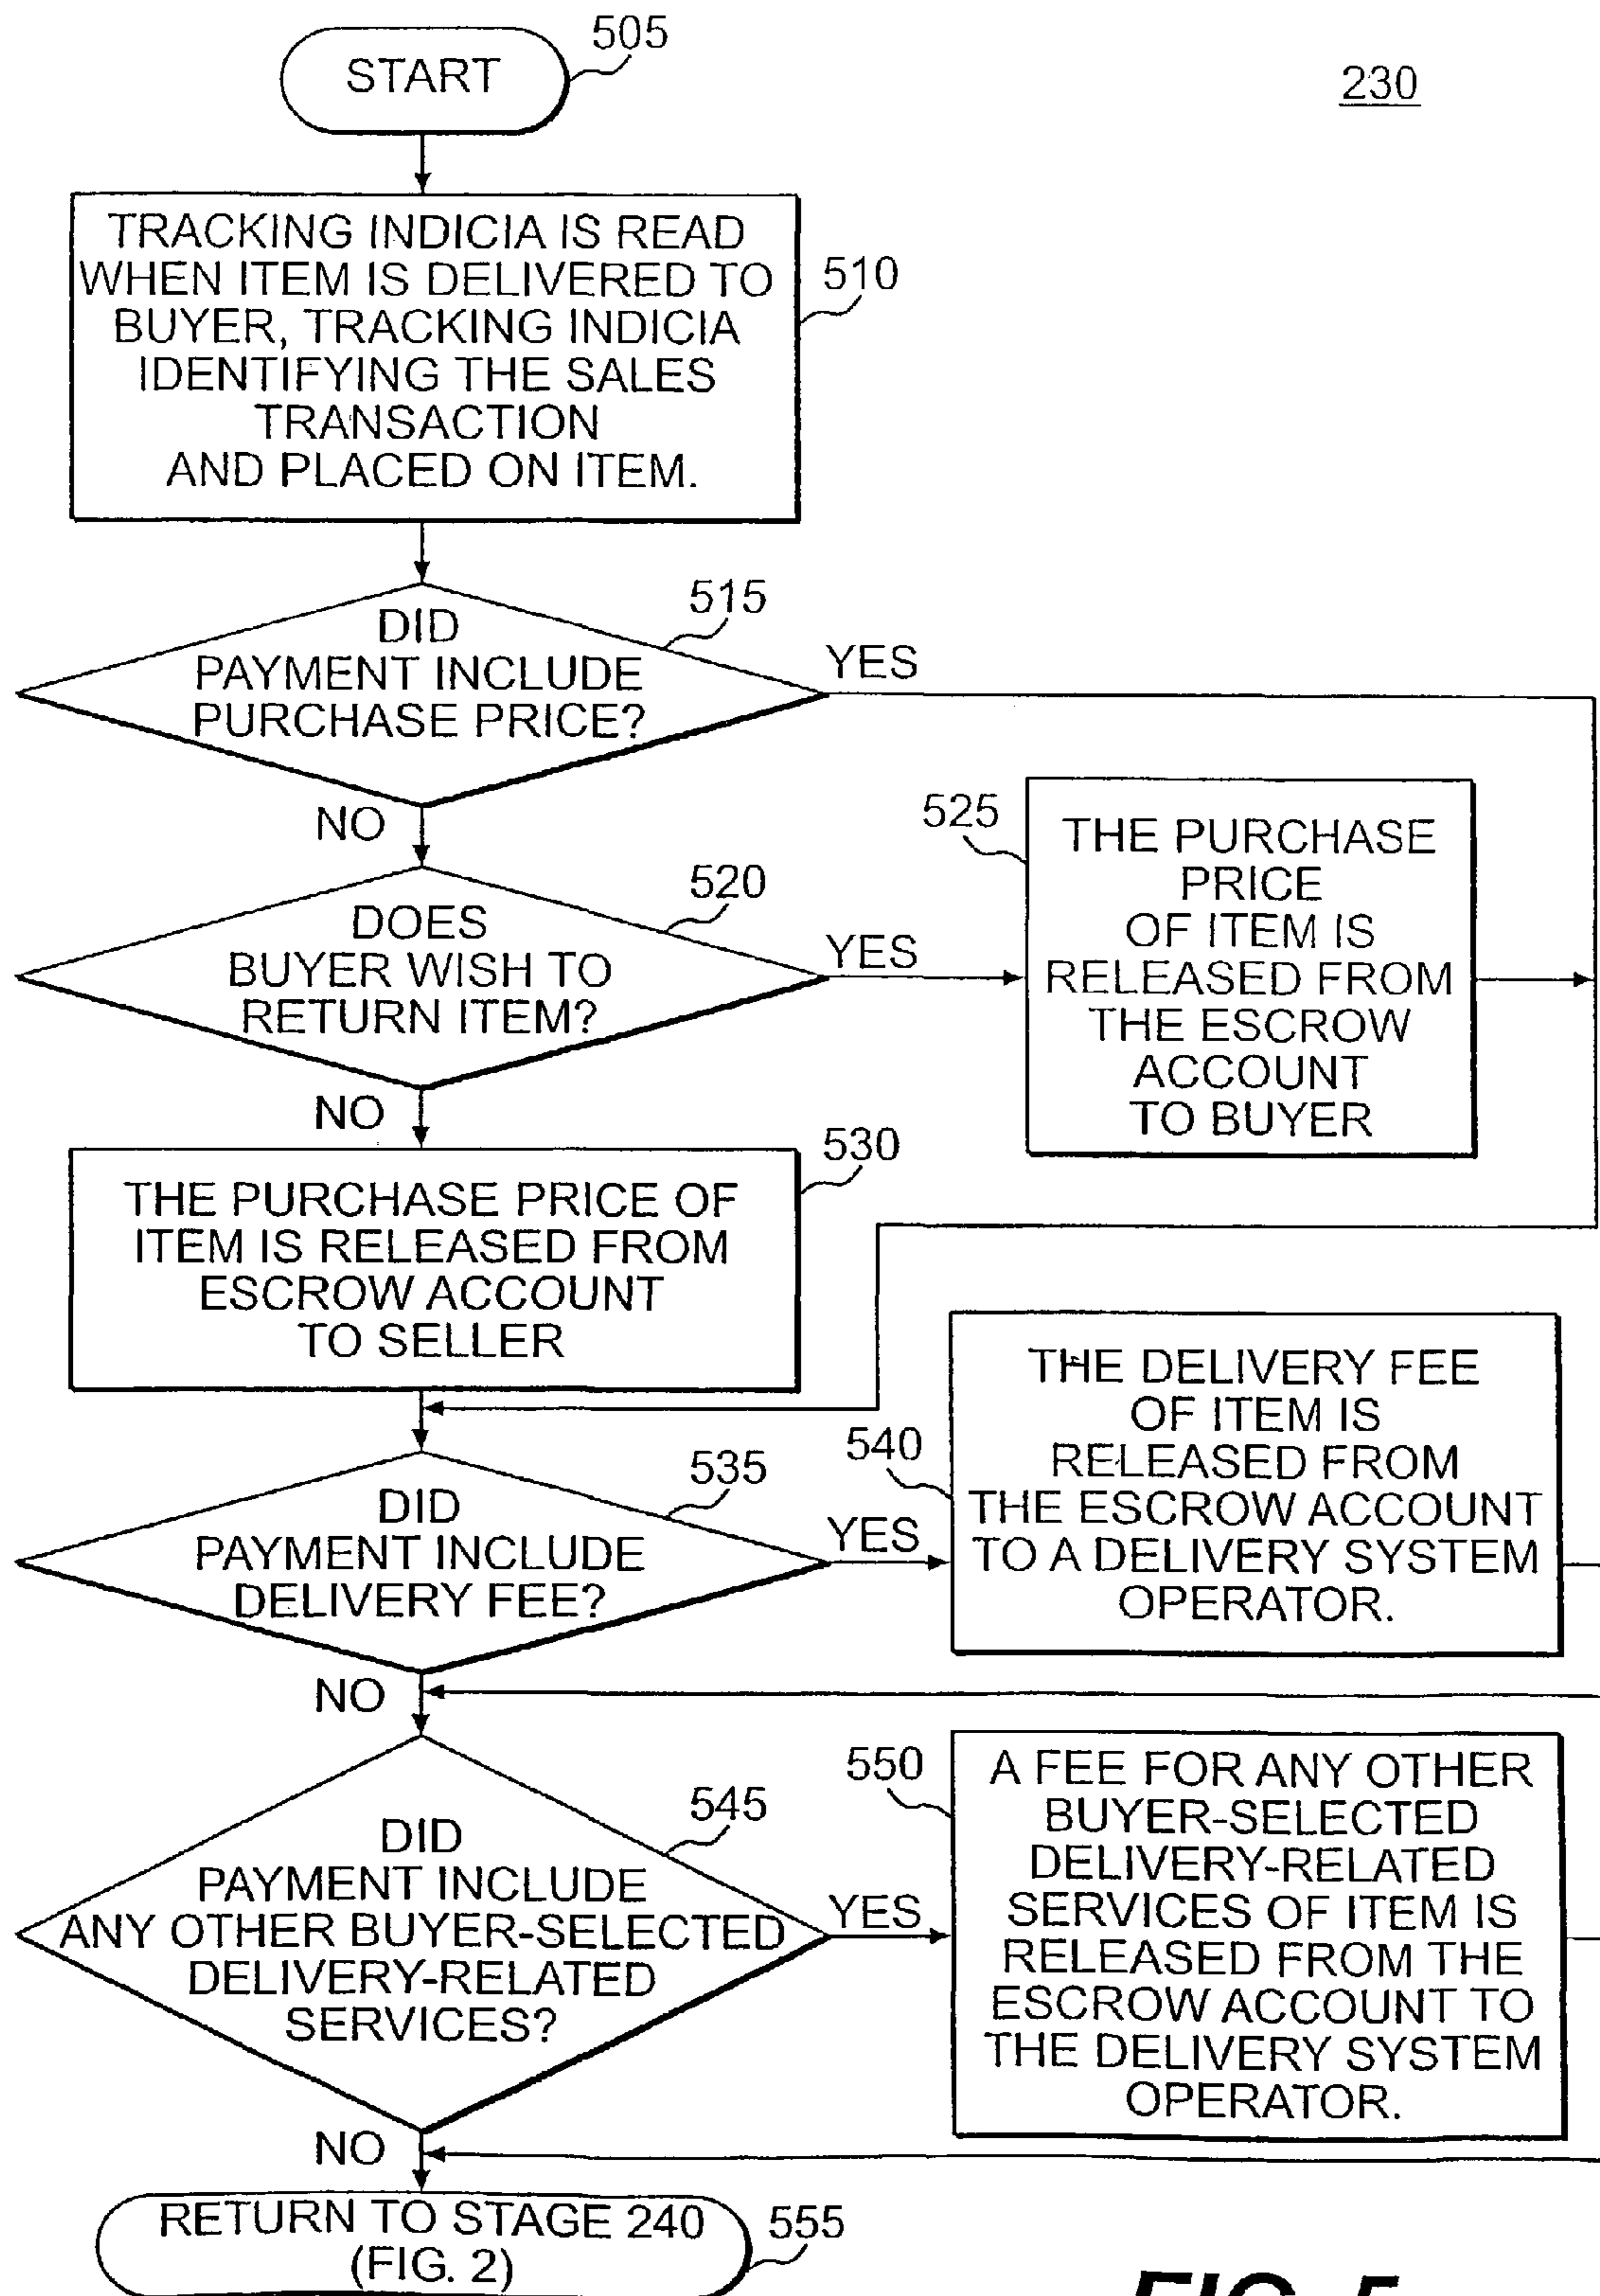 505
START
230
TRACKING INDICIA IS READ
WHEN ITEM IS DELIVERED TO
BUYER, TRACKING INDICIA
IDENTIFYING THE SALES
TRANSACTION
AND PLACED ON ITEM.
510
DID
PAYMENT INCLUDE
PURCHASE PRICE?
515
YES
NO
DOES
BUYER WISH TO
RETURN ITEM?
520
YES
NO
525
THE PURCHASE
PRICE
OF ITEM IS
RELEASED FROM
THE ESCROW
ACCOUNT
TO BUYER
530
THE PURCHASE PRICE OF
ITEM IS RELEASED FROM
ESCROW ACCOUNT
TO SELLER
DID
PAYMENT INCLUDE
DELIVERY FEE?
535
YES
NO
540
THE DELIVERY FEE
OF ITEM IS
RELEASED FROM
THE ESCROW ACCOUNT
TO A DELIVERY SYSTEM
OPERATOR.
DID
PAYMENT INCLUDE
ANY OTHER BUYER-SELECTED
DELIVERY-RELATED
SERVICES?
545
YES
NO
550
A FEE FOR ANY OTHER
BUYER-SELECTED
DELIVERY-RELATED
SERVICES OF ITEM IS
RELEASED FROM THE
ESCROW ACCOUNT TO
THE DELIVERY SYSTEM
OPERATOR.
RETURN TO STAGE 240
(FIG. 2)
555
FIG. 5